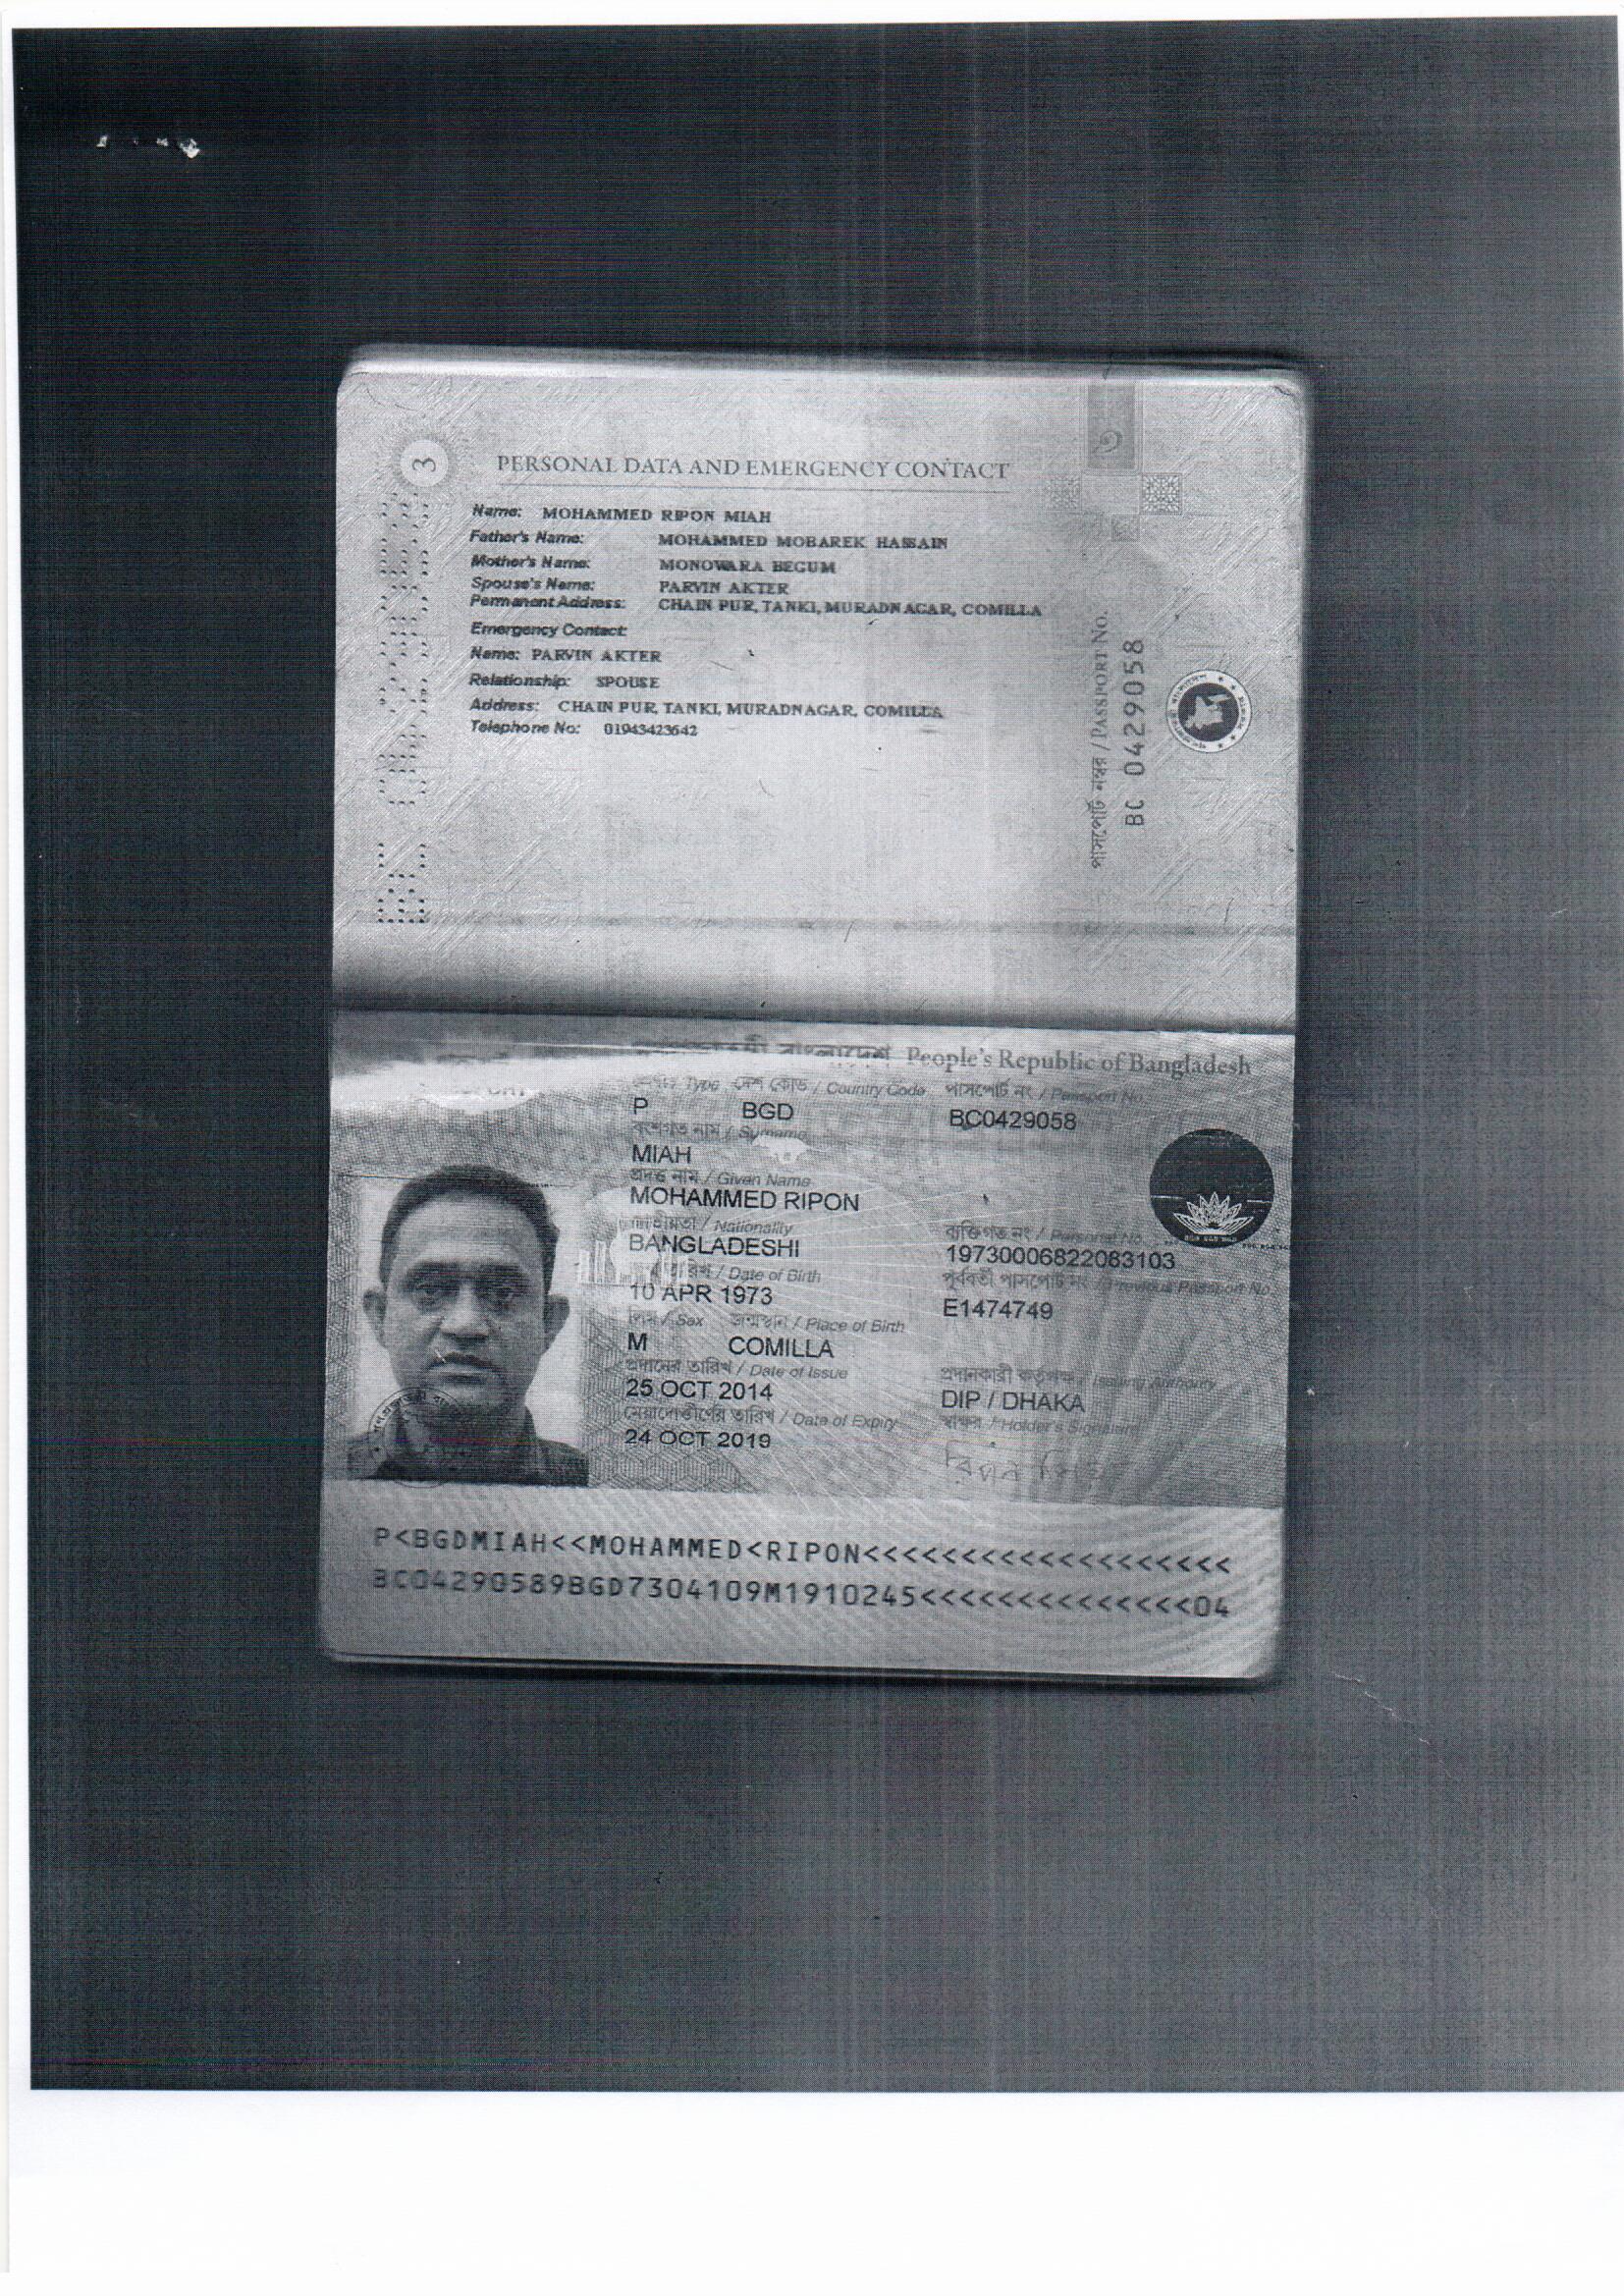 3
৩
PERSONAL DATA AND EMERGENCY CONTACT
Name: MOHAMMED RIPON MIAH
Father's Name: MOHAMMED MOBAREK HASSAIN
Mother's Name: MONOWARA BEGUM
Spouse's Name: PARVIN AKTER
Permanent Address: CHAIN PUR, TANKI, MURADNAGAR, COMILLA
Emergency Contact:
Name: PARVIN AKTER
Relationship: SPOUSE
Address: CHAIN PUR, TANKI, MURADNAGAR, COMILLA
Telephone No: 01943423642
পাসপোর্ট নম্বর / PASSPORT No.
BC 0429058
People's Republic of Bangladesh
Type দেশ কোড / Country Code পাসপোর্ট নং / Passport No.
P BGD BC0429058
বংশগত নাম / Surname
MIAH
প্রদত্ত নাম / Given Name
MOHAMMED RIPON
জাতীয়তা / Nationality ব্যক্তিগত নং / Personal No.
BANGLADESHI 19730006822083103
তারিখ / Date of Birth পূর্ববর্তী পাসপোর্ট নং / Previous Passport No.
10 APR 1973 E1474749
লিঙ্গ / Sex জন্মস্থান / Place of Birth
M COMILLA
প্রদানের তারিখ / Date of Issue প্রদানকারী কর্তৃপক্ষ / Issuing Authority
25 OCT 2014 DIP / DHAKA
মেয়াদোত্তীর্ণের তারিখ / Date of Expiry স্বাক্ষর / Holder's Signature
24 OCT 2019 রিপন মিয়া
P<BGDMIAH<<MOHAMMED<RIPON<<<<<<<<<<<<<<<<<<<
BC04290589BGD7304109M1910245<<<<<<<<<<<<<<04